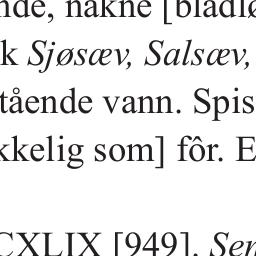 nde, nakne [bladlø
k Sjøsæv, Salsæv,
tående vann. Spis
kkelig som] fôr. E
CXLIX [949]. Sen